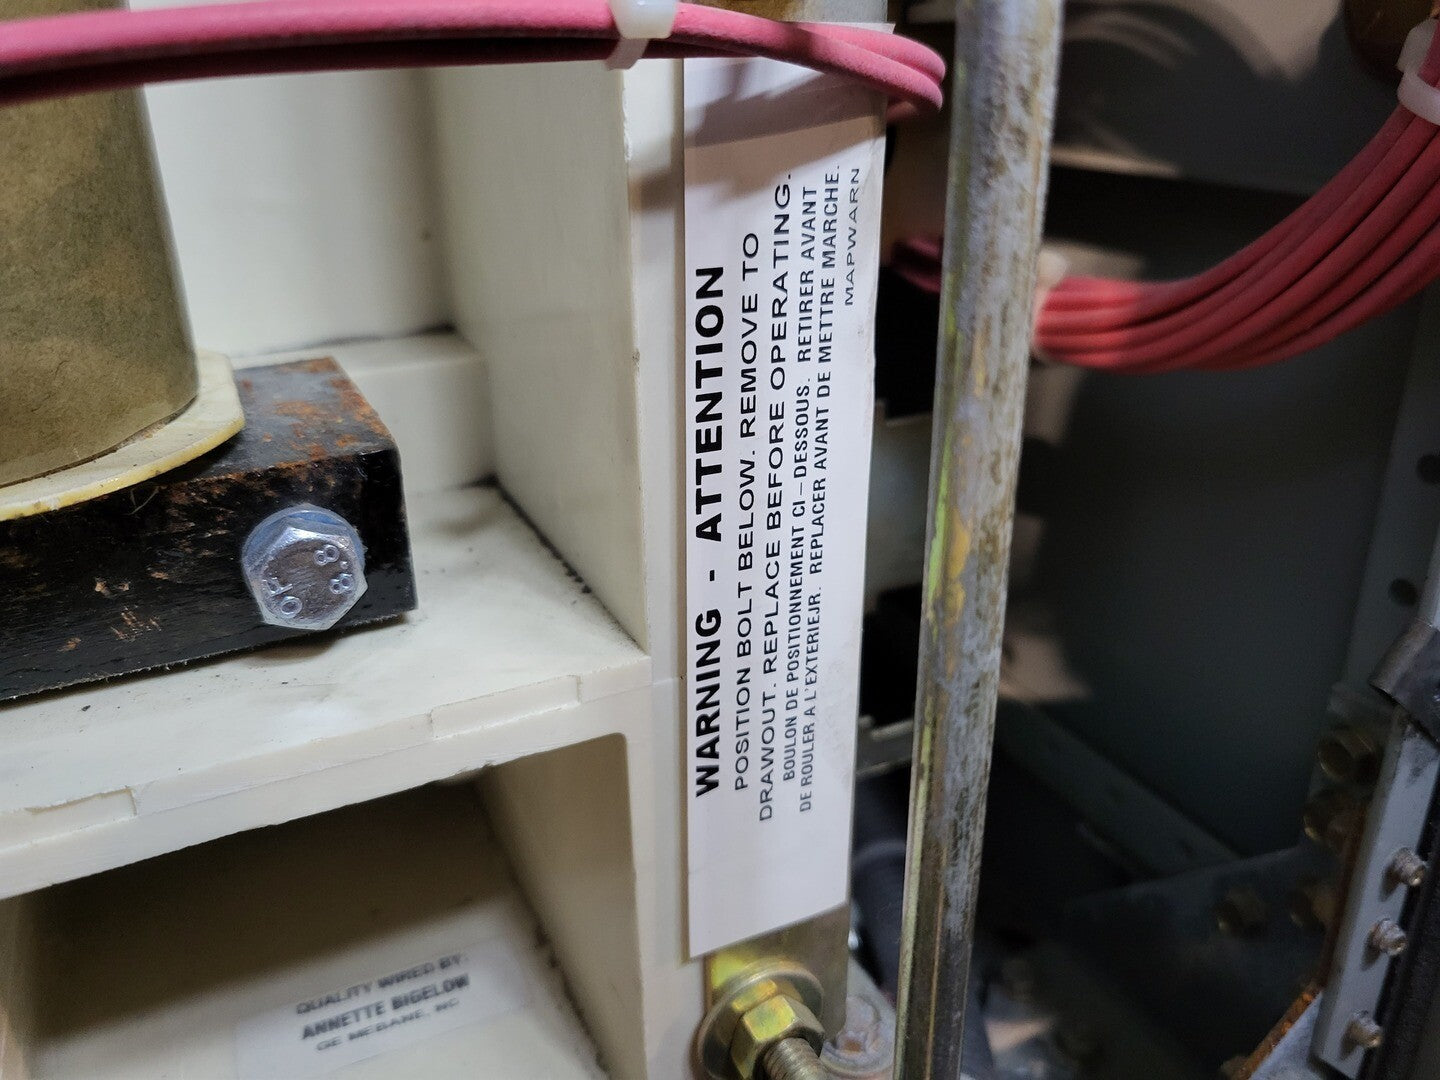 WARNING - ATTENTION
POSITION BOLT BELOW. REMOVE TO
DRAWOUT. REPLACE BEFORE OPERATING.
BOULON DE POSITIONNEMENT CI-DESSOUS. RETIRER AVANT
DE ROULER A L'EXTERIEJR. REPLACER AVANT DE METTRE MARCHE.
MAPWARN
8.8
QUALITY WIRED BY:
ANNETTE BIGELOW
GE MEBANE, NC